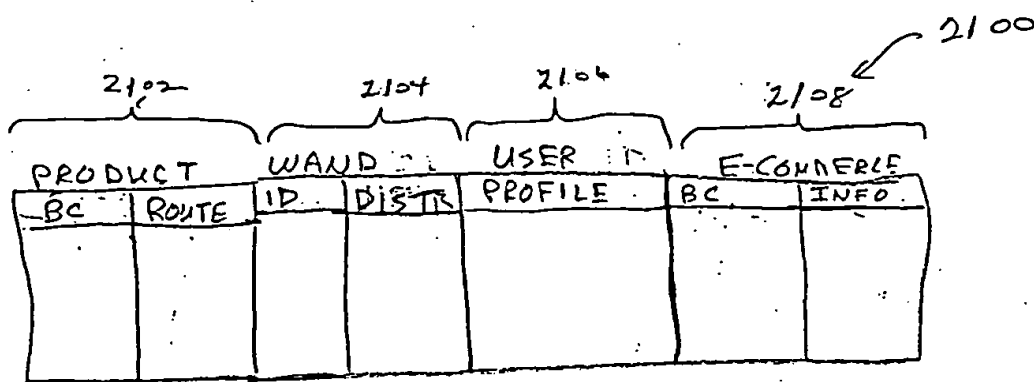 2100
2102 2104 2106 2108
PRODUCT WAND USER E-COMMERCE
BC ROUTE ID DISTR PROFILE BC INFO